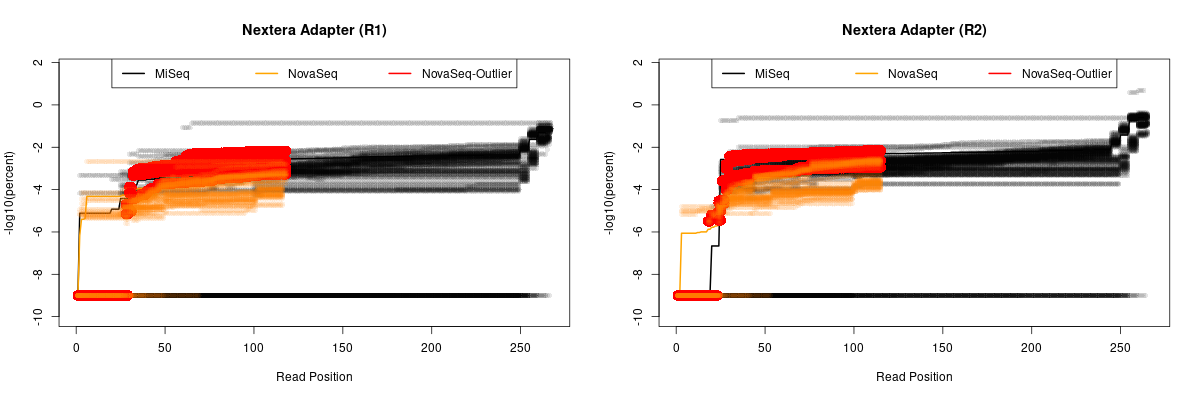 Nextera Adapter (R1)
MiSeq NovaSeq NovaSeq-Outlier
2
0
-2
-4
-6
-8
-10
-log10(percent)
0 50 100 150 200 250
Read Position
Nextera Adapter (R2)
MiSeq NovaSeq NovaSeq-Outlier
2
0
-2
-4
-6
-8
-10
-log10(percent)
0 50 100 150 200 250
Read Position